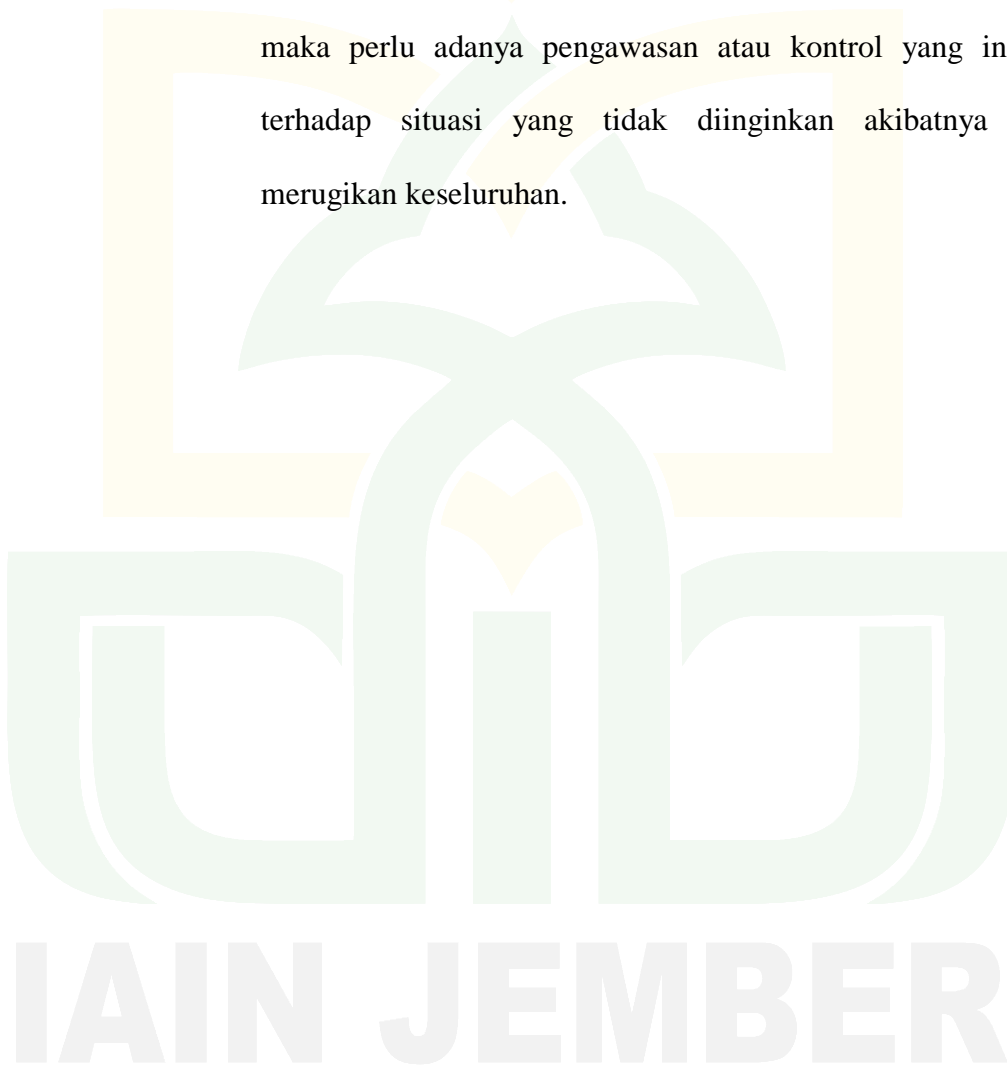 maka perlu adanya pengawasan atau kontrol yang in
terhadap situasi yang tidak diinginkan akibatnya
merugikan keseluruhan.
IAIN JEMBER